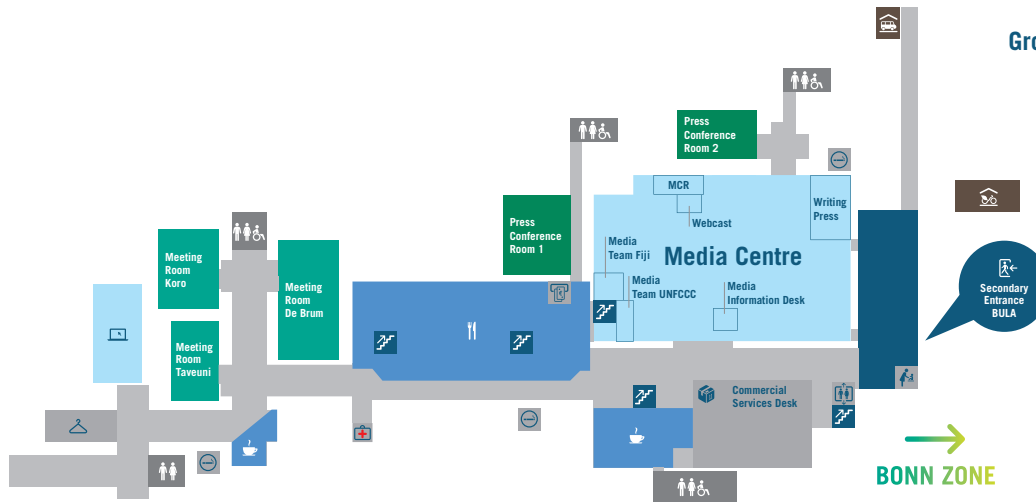 Gro
Press
Conference
Room 2
MCR
Writing
Press
Webcast
Press
Conference
Room 1
Media
Team Fiji
Media Centre
Meeting
Room
Koro
Meeting
Room
De Brum
Media
Team UNFCCC
Media
Information Desk
Secondary
Entrance
BULA
Meeting
Room
Taveuni
Commercial
Services Desk
BONN ZONE